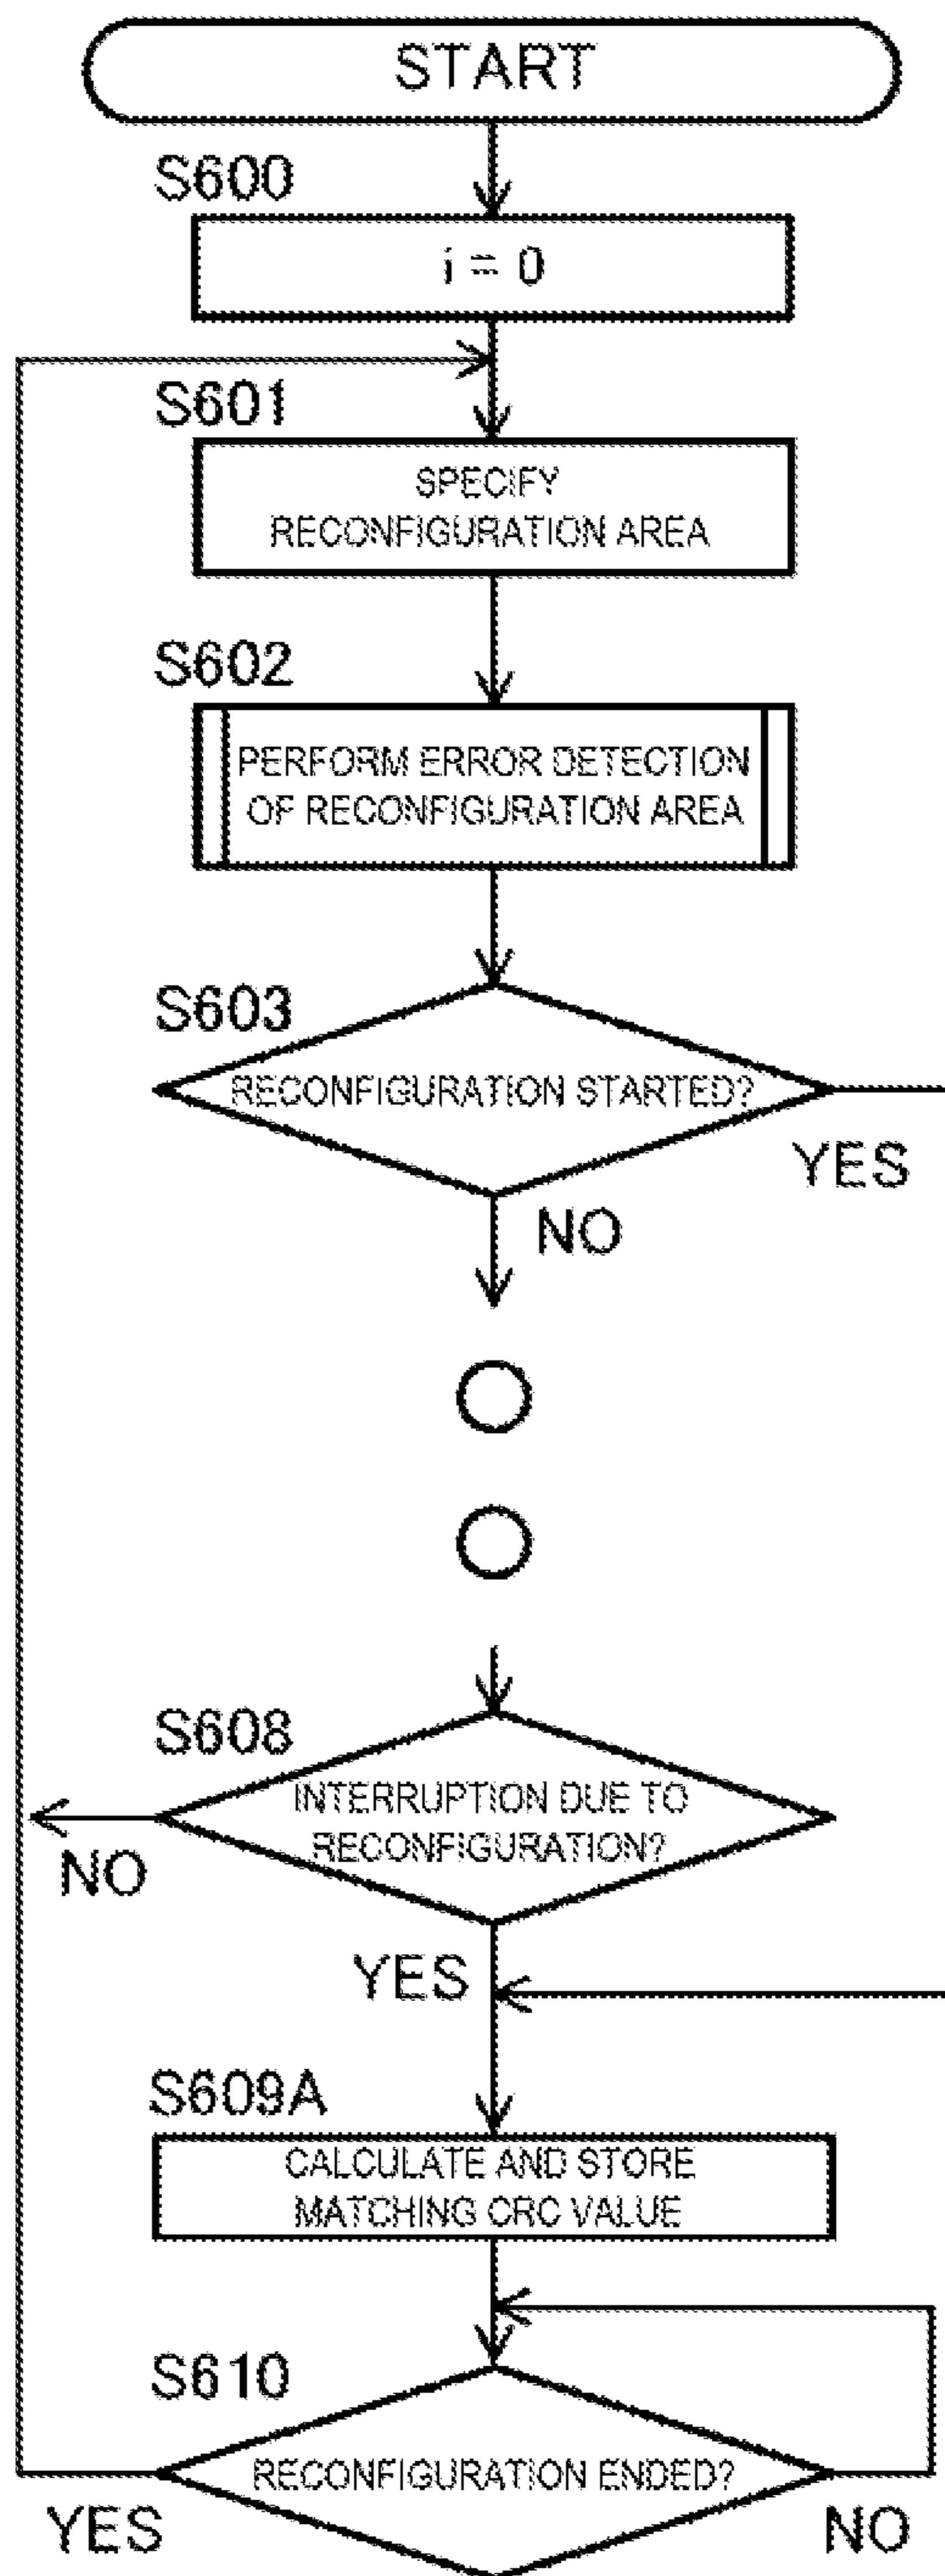 START
S600
i = 0
S601
SPECIFY
RECONFIGURATION AREA
S602
PERFORM ERROR DETECTION
OF RECONFIGURATION AREA
S603
RECONFIGURATION STARTED?
YES
NO
S608
INTERRUPTION DUE TO
RECONFIGURATION?
NO
YES
S609A
CALCULATE AND STORE
MATCHING CRC VALUE
S610
RECONFIGURATION ENDED?
YES
NO